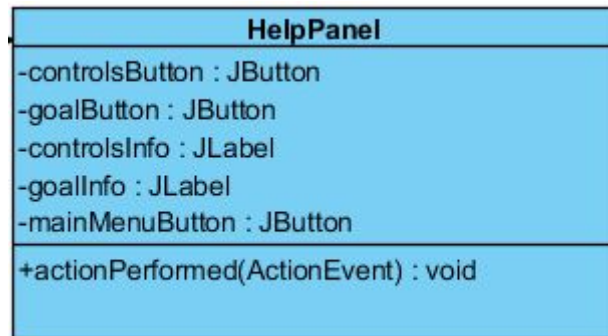 HelpPanel
-controlsButton : JButton
-goalButton : JButton
-controlsInfo : JLabel
-goalInfo : JLabel
-mainMenuButton : JButton
+actionPerformed(ActionEvent) : void